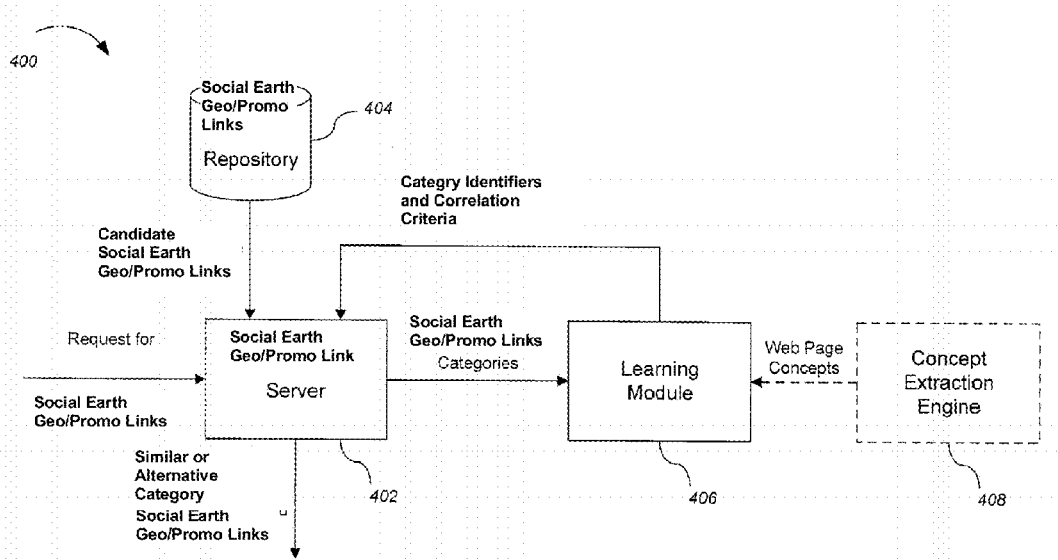 400
Social Earth
Geo/Promo
Links
Repository
404
Categry Identifiers
and Correlation
Criteria
Candidate
Social Earth
Geo/Promo Links
Request for
Social Earth
Geo/Promo Links
Social Earth
Geo/Promo Link
Server
Social Earth
Geo/Promo Links
Categories
Learning
Module
Web Page
Concepts
Concept
Extraction
Engine
Similar or
Alternative
Category
Social Earth
Geo/Promo Links
402
406
408